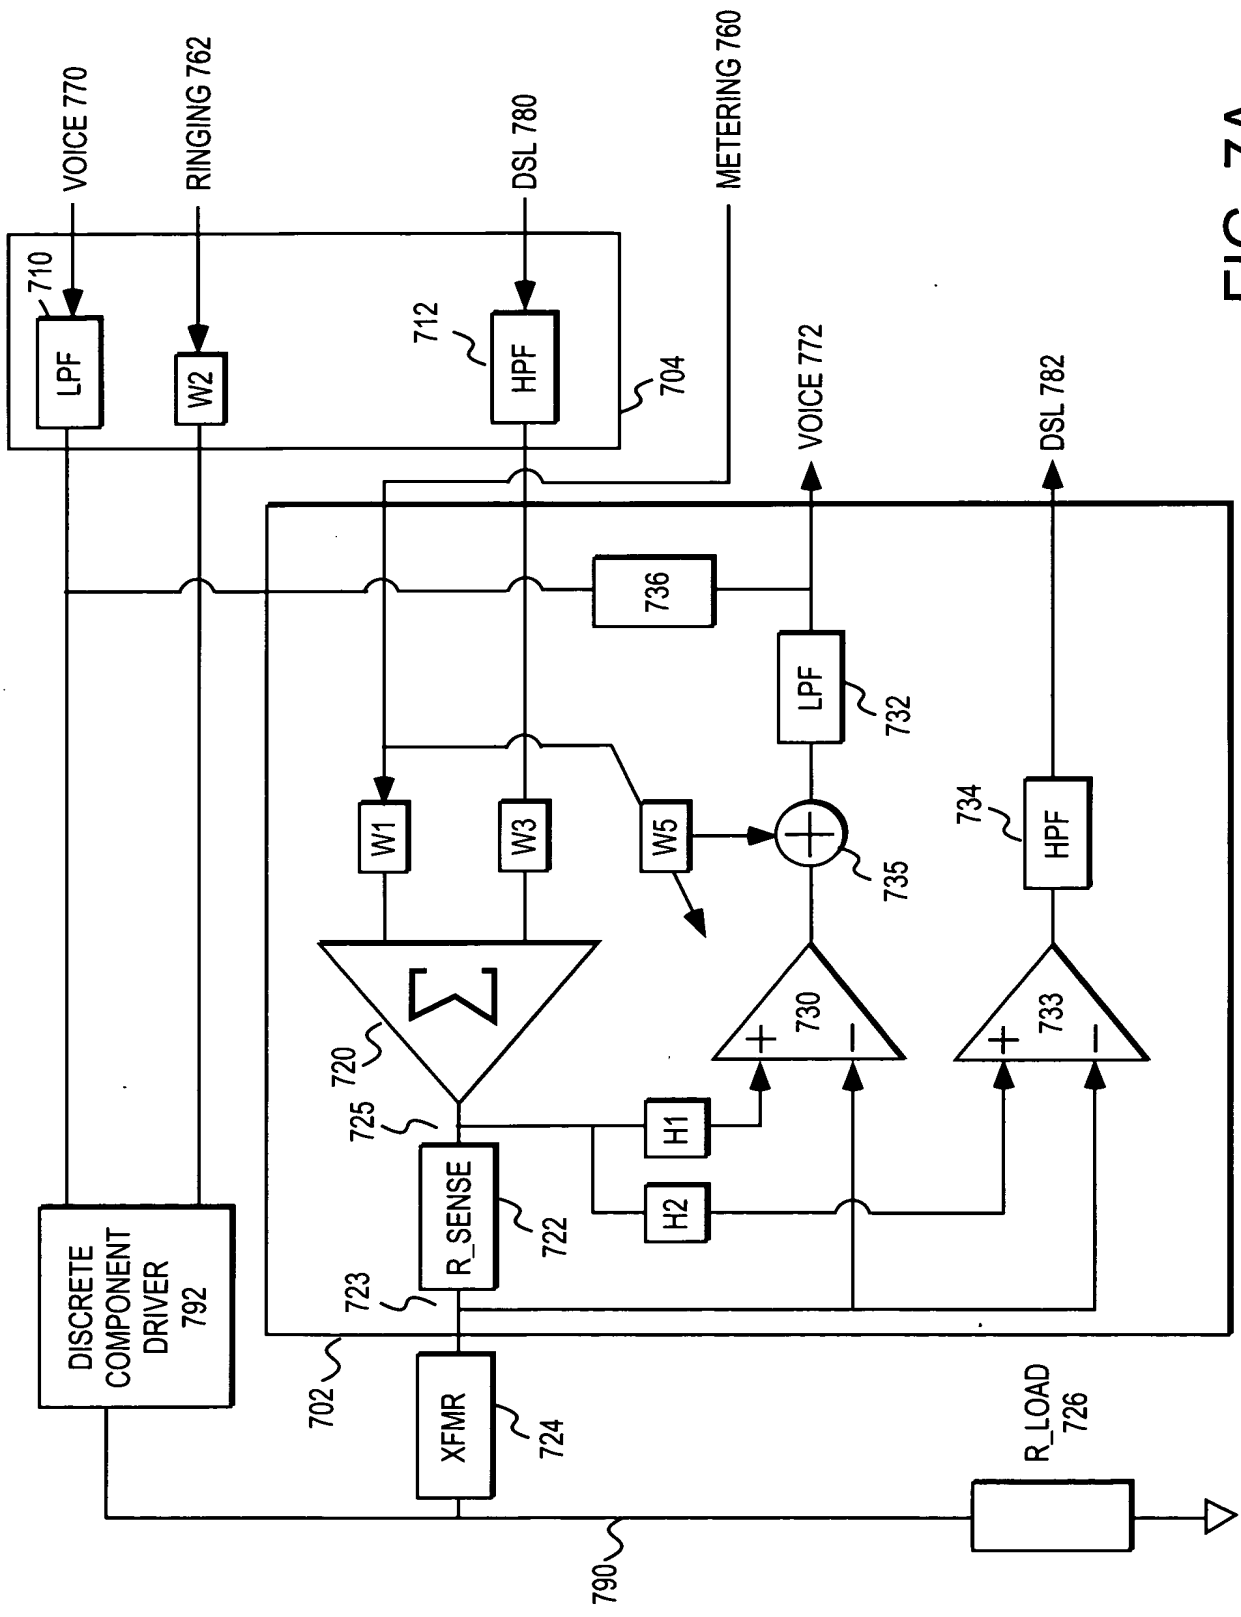 VOICE 770
RINGING 762
DSL 780
METERING 760
710
LPF
W2
712
HPF
704
VOICE 772
DSL 782
736
LPF
732
W1
W3
W5
735
734
HPF
Σ
720
+
−
730
+
−
733
725
H1
H2
R_SENSE
722
723
DISCRETE
COMPONENT
DRIVER
792
702
XFMR
724
R_LOAD
726
790